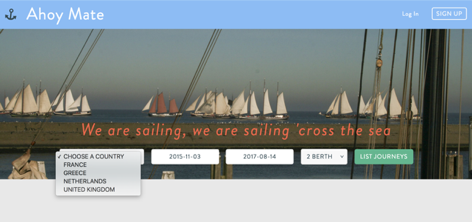 Ahoy Mate
Log In
SIGN UP
We are sailing, we are sailing 'cross the sea
✓ CHOOSE A COUNTRY
FRANCE
GREECE
NETHERLANDS
UNITED KINGDOM
2015-11-03
2017-08-14
2 BERTH
LIST JOURNEYS